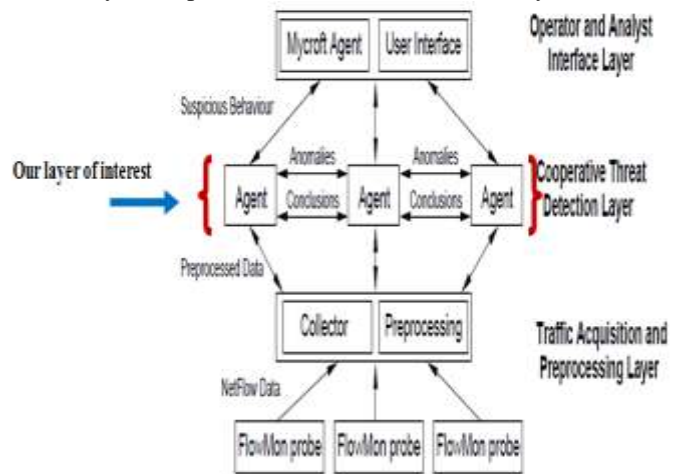 Operator and Analyst
Interface Layer
Mycroft Agent
User Interface
Suspicious Behaviour
Our layer of interest
Anomalies
Anomalies
Agent
Agent
Agent
Conclusions
Conclusions
Cooperative Threat
Detection Layer
Preprocessed Data
Collector
Preprocessing
Traffic Acquisition and
Preprocessing Layer
NetFlow Data
FlowMon probe
FlowMon probe
FlowMon probe